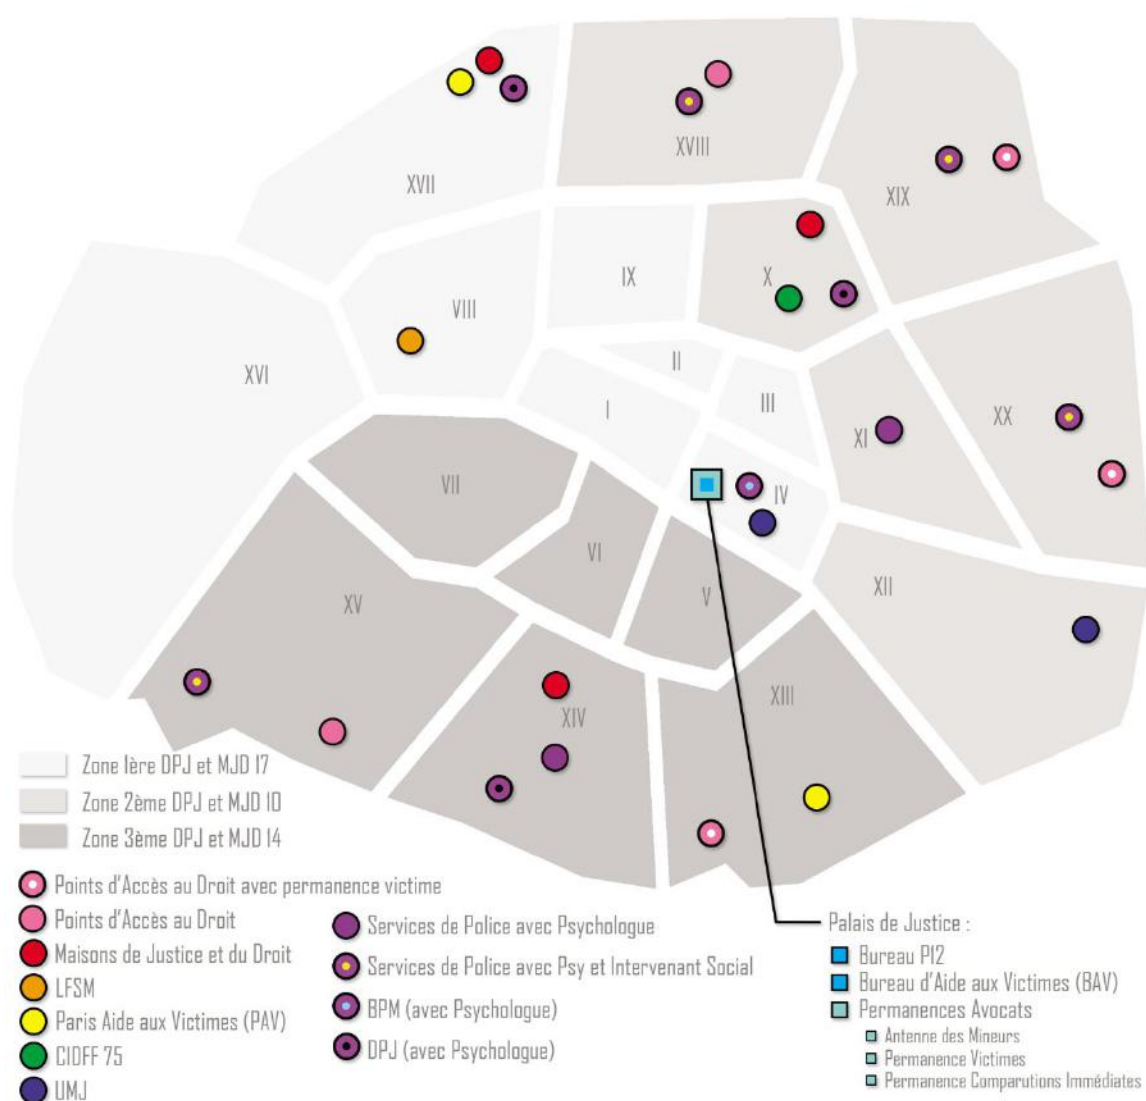 XVIII
XVII
XIX
IX
X
VIII
II
XVI
I
III
XX
XI
VII
IV
VI
XII
XV
V
XIII
XIV
Zone 1ère DPJ et MJD 17
Zone 2ème DPJ et MJD 10
Zone 3ème DPJ et MJD 14
Points d'Accès au Droit avec permanence victime
Points d'Accès au Droit
Maisons de Justice et du Droit
LFSM
Paris Aide aux Victimes (PAV)
CIDFF 75
UMJ
Services de Police avec Psychologue
Services de Police avec Psy et Intervenant Social
BPM (avec Psychologue)
DPJ (avec Psychologue)
Palais de Justice :
Bureau P12
Bureau d'Aide aux Victimes (BAV)
Permanences Avocats
Antenne des Mineurs
Permanence Victimes
Permanence Comparutions Immédiates